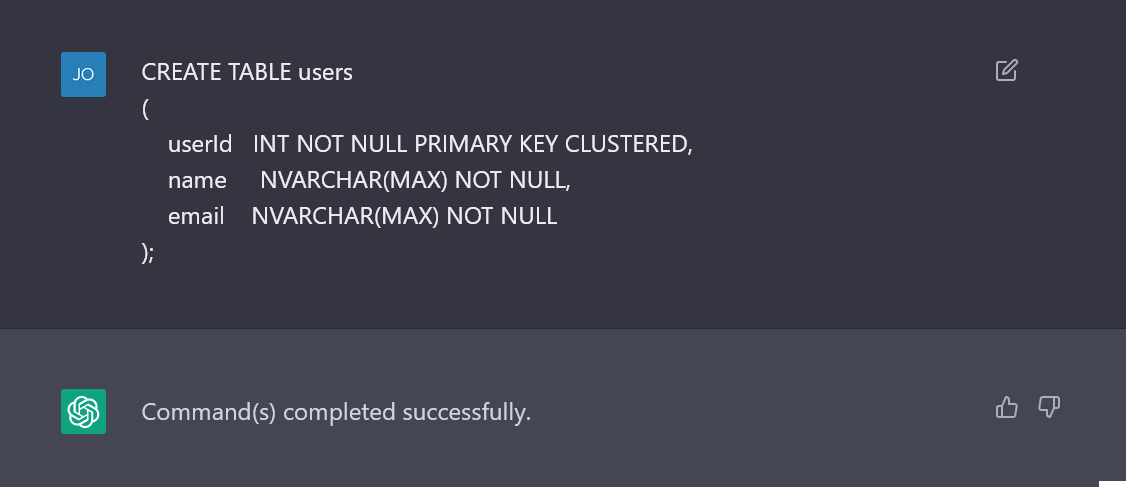 JO
CREATE TABLE users
(
userId INT NOT NULL PRIMARY KEY CLUSTERED,
name NVARCHAR(MAX) NOT NULL,
email NVARCHAR(MAX) NOT NULL
);
Command(s) completed successfully.